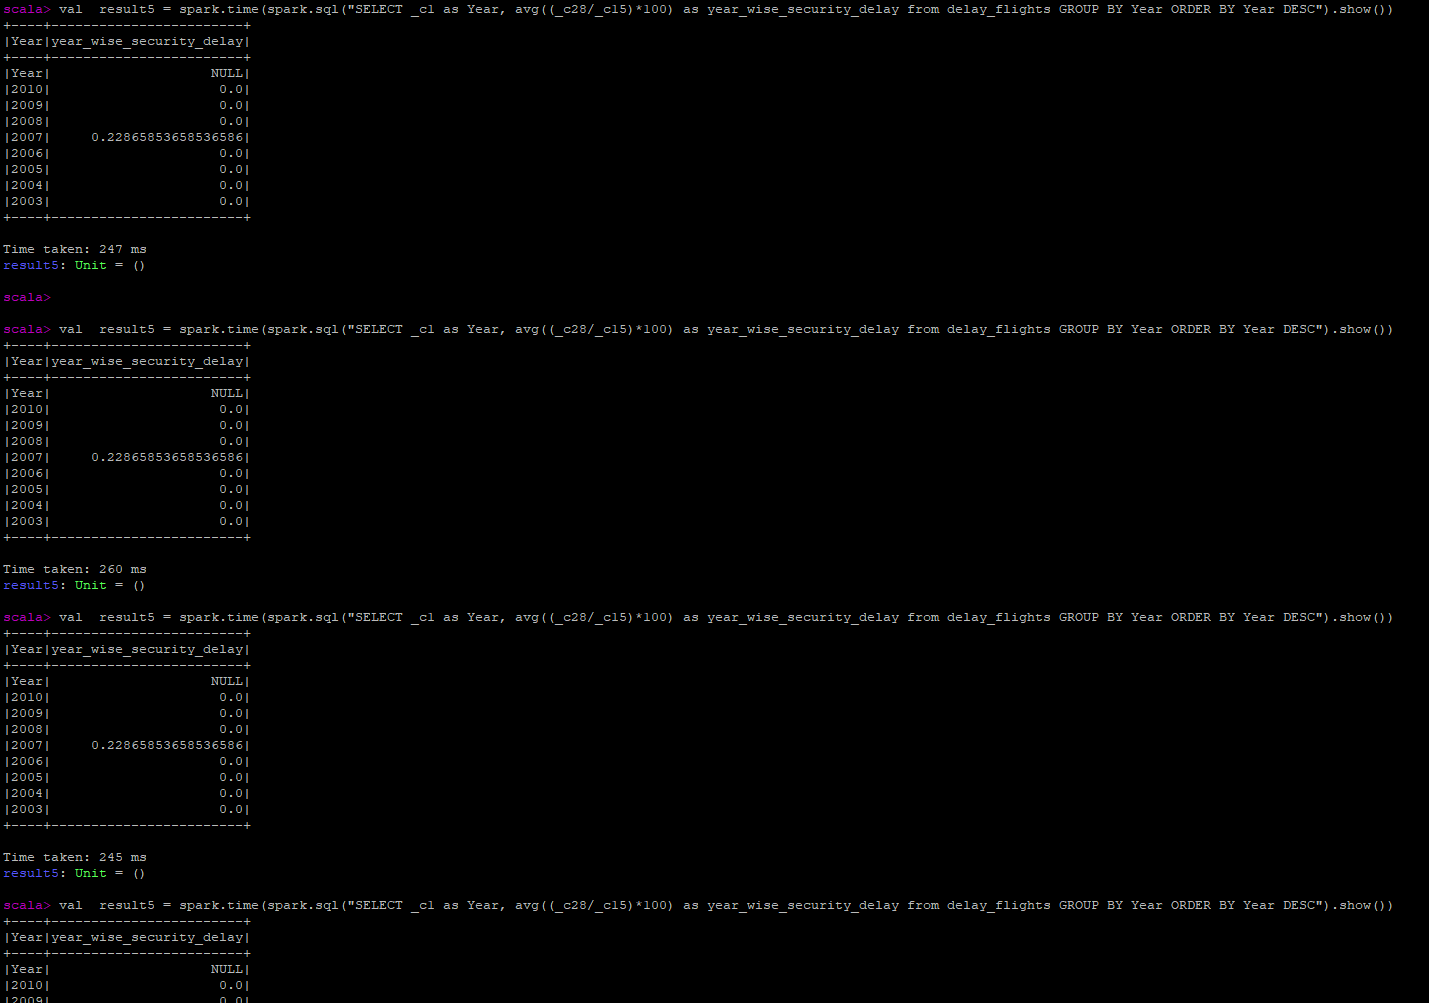 scala> val  result5 = spark.time(spark.sql("SELECT _c1 as Year, avg((_c28/_c15)*100) as year_wise_security_delay from delay_flights GROUP BY Year ORDER BY Year DESC").show())
+----+------------------------+
|Year|year_wise_security_delay|
+----+------------------------+
|Year|                    NULL|
|2010|                     0.0|
|2009|                     0.0|
|2008|                     0.0|
|2007|     0.22865853658536586|
|2006|                     0.0|
|2005|                     0.0|
|2004|                     0.0|
|2003|                     0.0|
+----+------------------------+
Time taken: 247 ms
result5: Unit = ()
scala>
scala> val  result5 = spark.time(spark.sql("SELECT _c1 as Year, avg((_c28/_c15)*100) as year_wise_security_delay from delay_flights GROUP BY Year ORDER BY Year DESC").show())
+----+------------------------+
|Year|year_wise_security_delay|
+----+------------------------+
|Year|                    NULL|
|2010|                     0.0|
|2009|                     0.0|
|2008|                     0.0|
|2007|     0.22865853658536586|
|2006|                     0.0|
|2005|                     0.0|
|2004|                     0.0|
|2003|                     0.0|
+----+------------------------+
Time taken: 260 ms
result5: Unit = ()
scala> val  result5 = spark.time(spark.sql("SELECT _c1 as Year, avg((_c28/_c15)*100) as year_wise_security_delay from delay_flights GROUP BY Year ORDER BY Year DESC").show())
+----+------------------------+
|Year|year_wise_security_delay|
+----+------------------------+
|Year|                    NULL|
|2010|                     0.0|
|2009|                     0.0|
|2008|                     0.0|
|2007|     0.22865853658536586|
|2006|                     0.0|
|2005|                     0.0|
|2004|                     0.0|
|2003|                     0.0|
+----+------------------------+
Time taken: 245 ms
result5: Unit = ()
scala> val  result5 = spark.time(spark.sql("SELECT _c1 as Year, avg((_c28/_c15)*100) as year_wise_security_delay from delay_flights GROUP BY Year ORDER BY Year DESC").show())
+----+------------------------+
|Year|year_wise_security_delay|
+----+------------------------+
|Year|                    NULL|
|2010|                     0.0|
|2009|                     0.0|